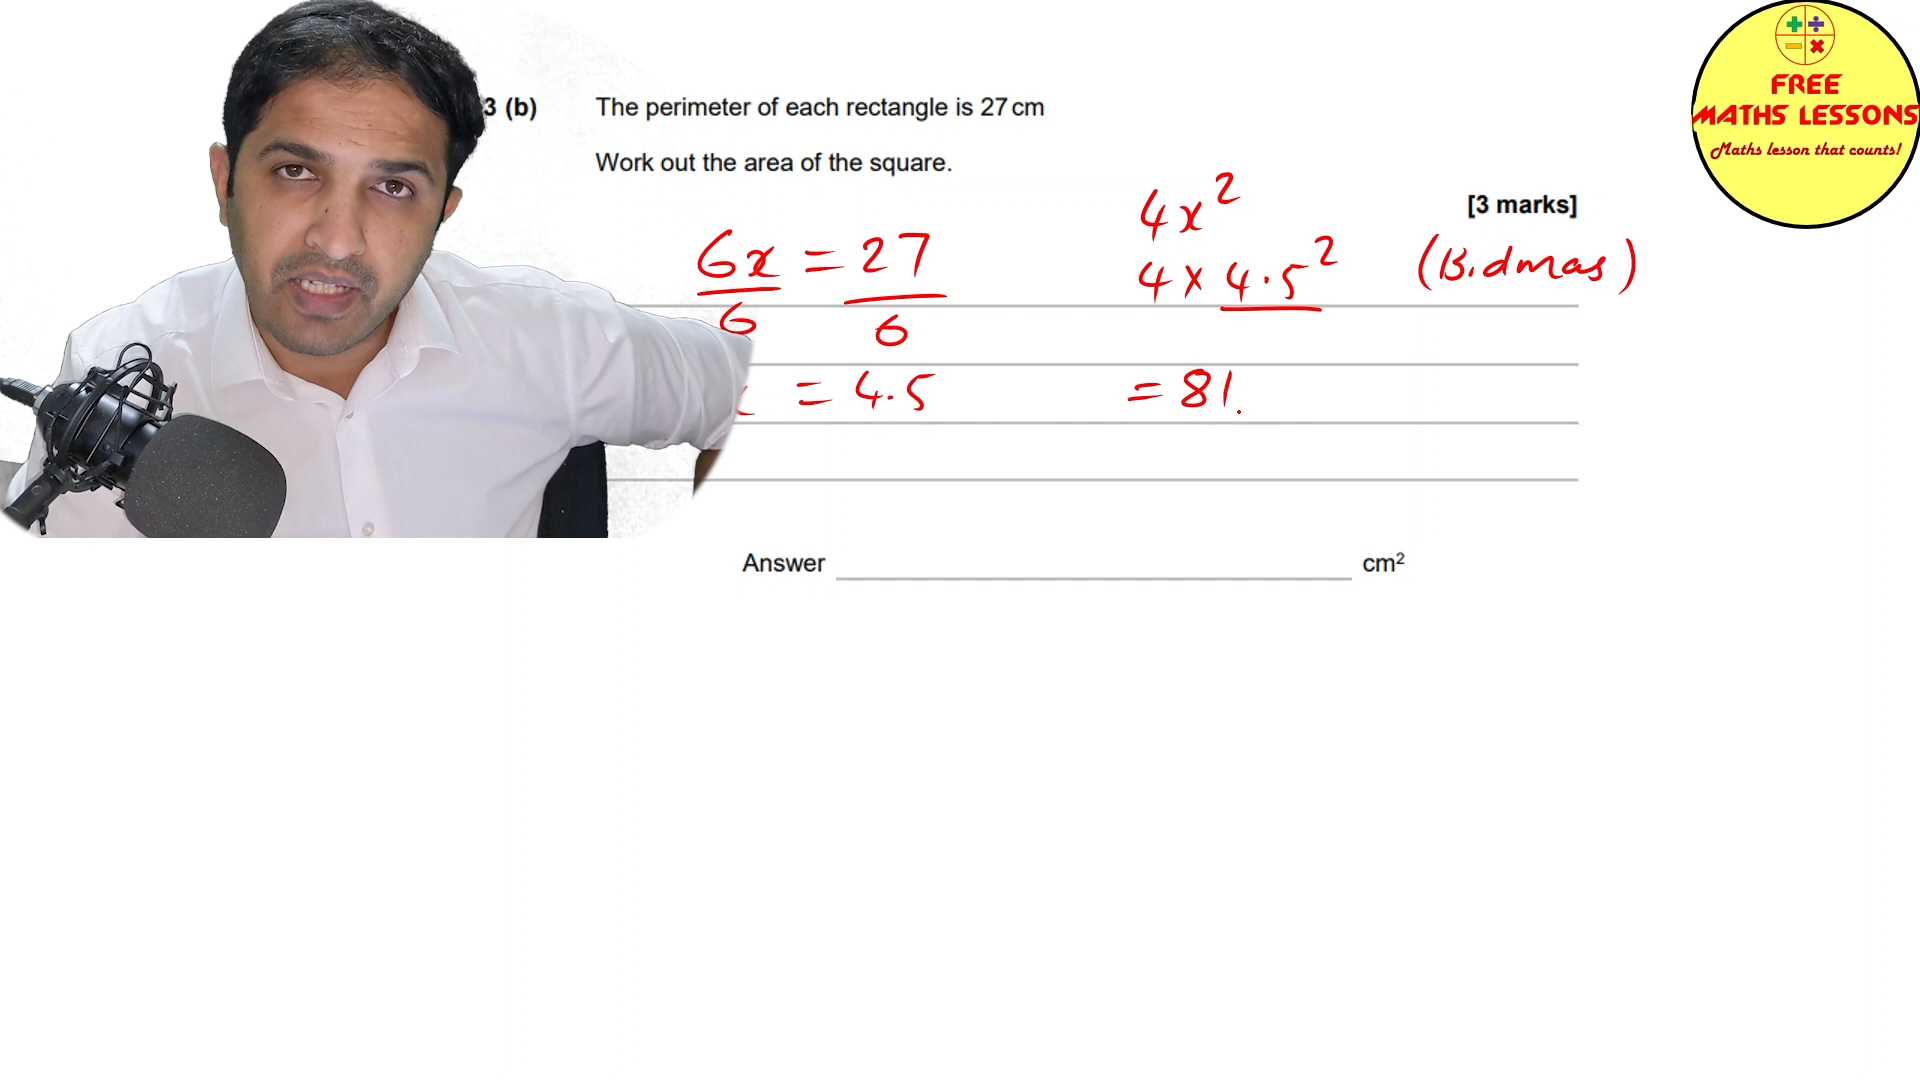 3 (b) The perimeter of each rectangle is 27 cm
Work out the area of the square.
[3 marks]
6x = 27
6 6
= 4.5
4x²
4 × 4.5²
(Bidmas)
= 81.
Answer cm²
FREE
MATHS LESSONS
Maths lesson that counts!